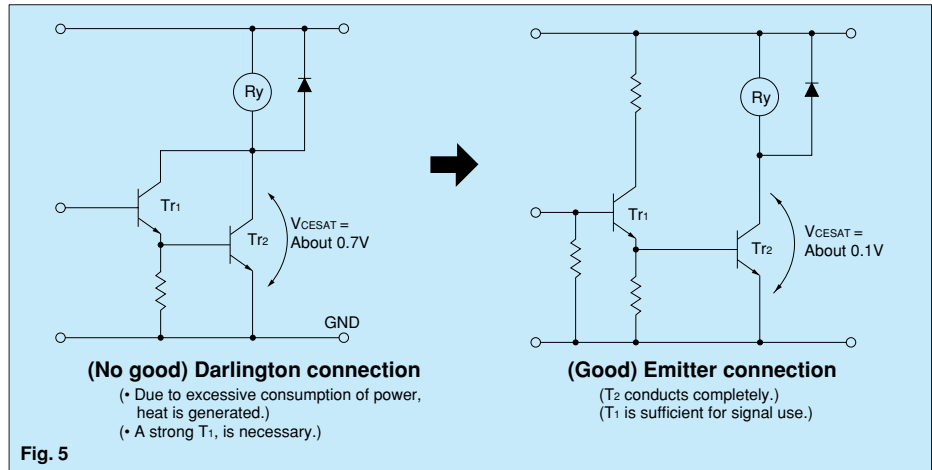 Ry
Tr1
Tr2
VCESAT =
About 0.7V
GND
(No good) Darlington connection
(• Due to excessive consumption of power,
heat is generated.)
(• A strong T1, is necessary.)
Ry
Tr1
Tr2
VCESAT =
About 0.1V
(Good) Emitter connection
(T2 conducts completely.)
(T1 is sufficient for signal use.)
Fig. 5